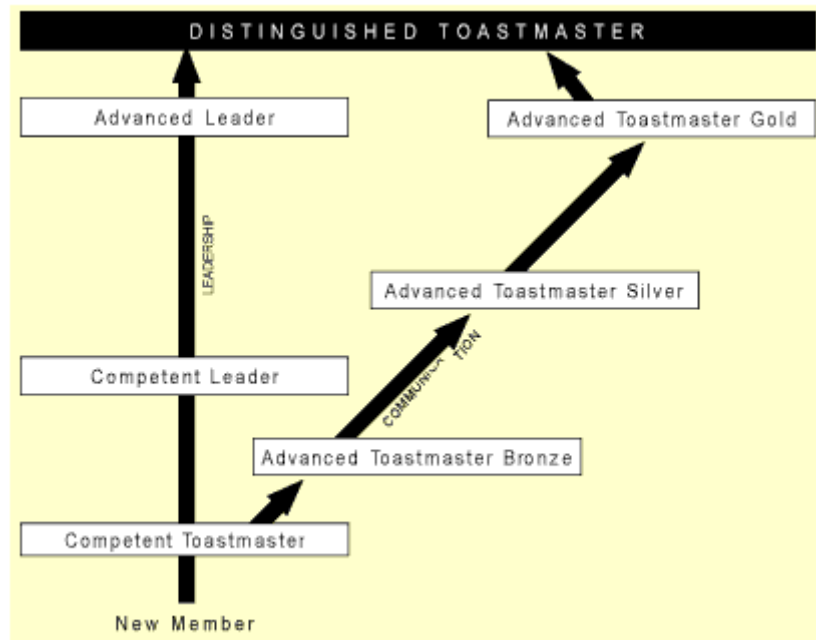 DISTINGUISHED TOASTMASTER
Advanced Leader
Advanced Toastmaster Gold
LEADERSHIP
Advanced Toastmaster Silver
Competent Leader
Advanced Toastmaster Bronze
Competent Toastmaster
New Member